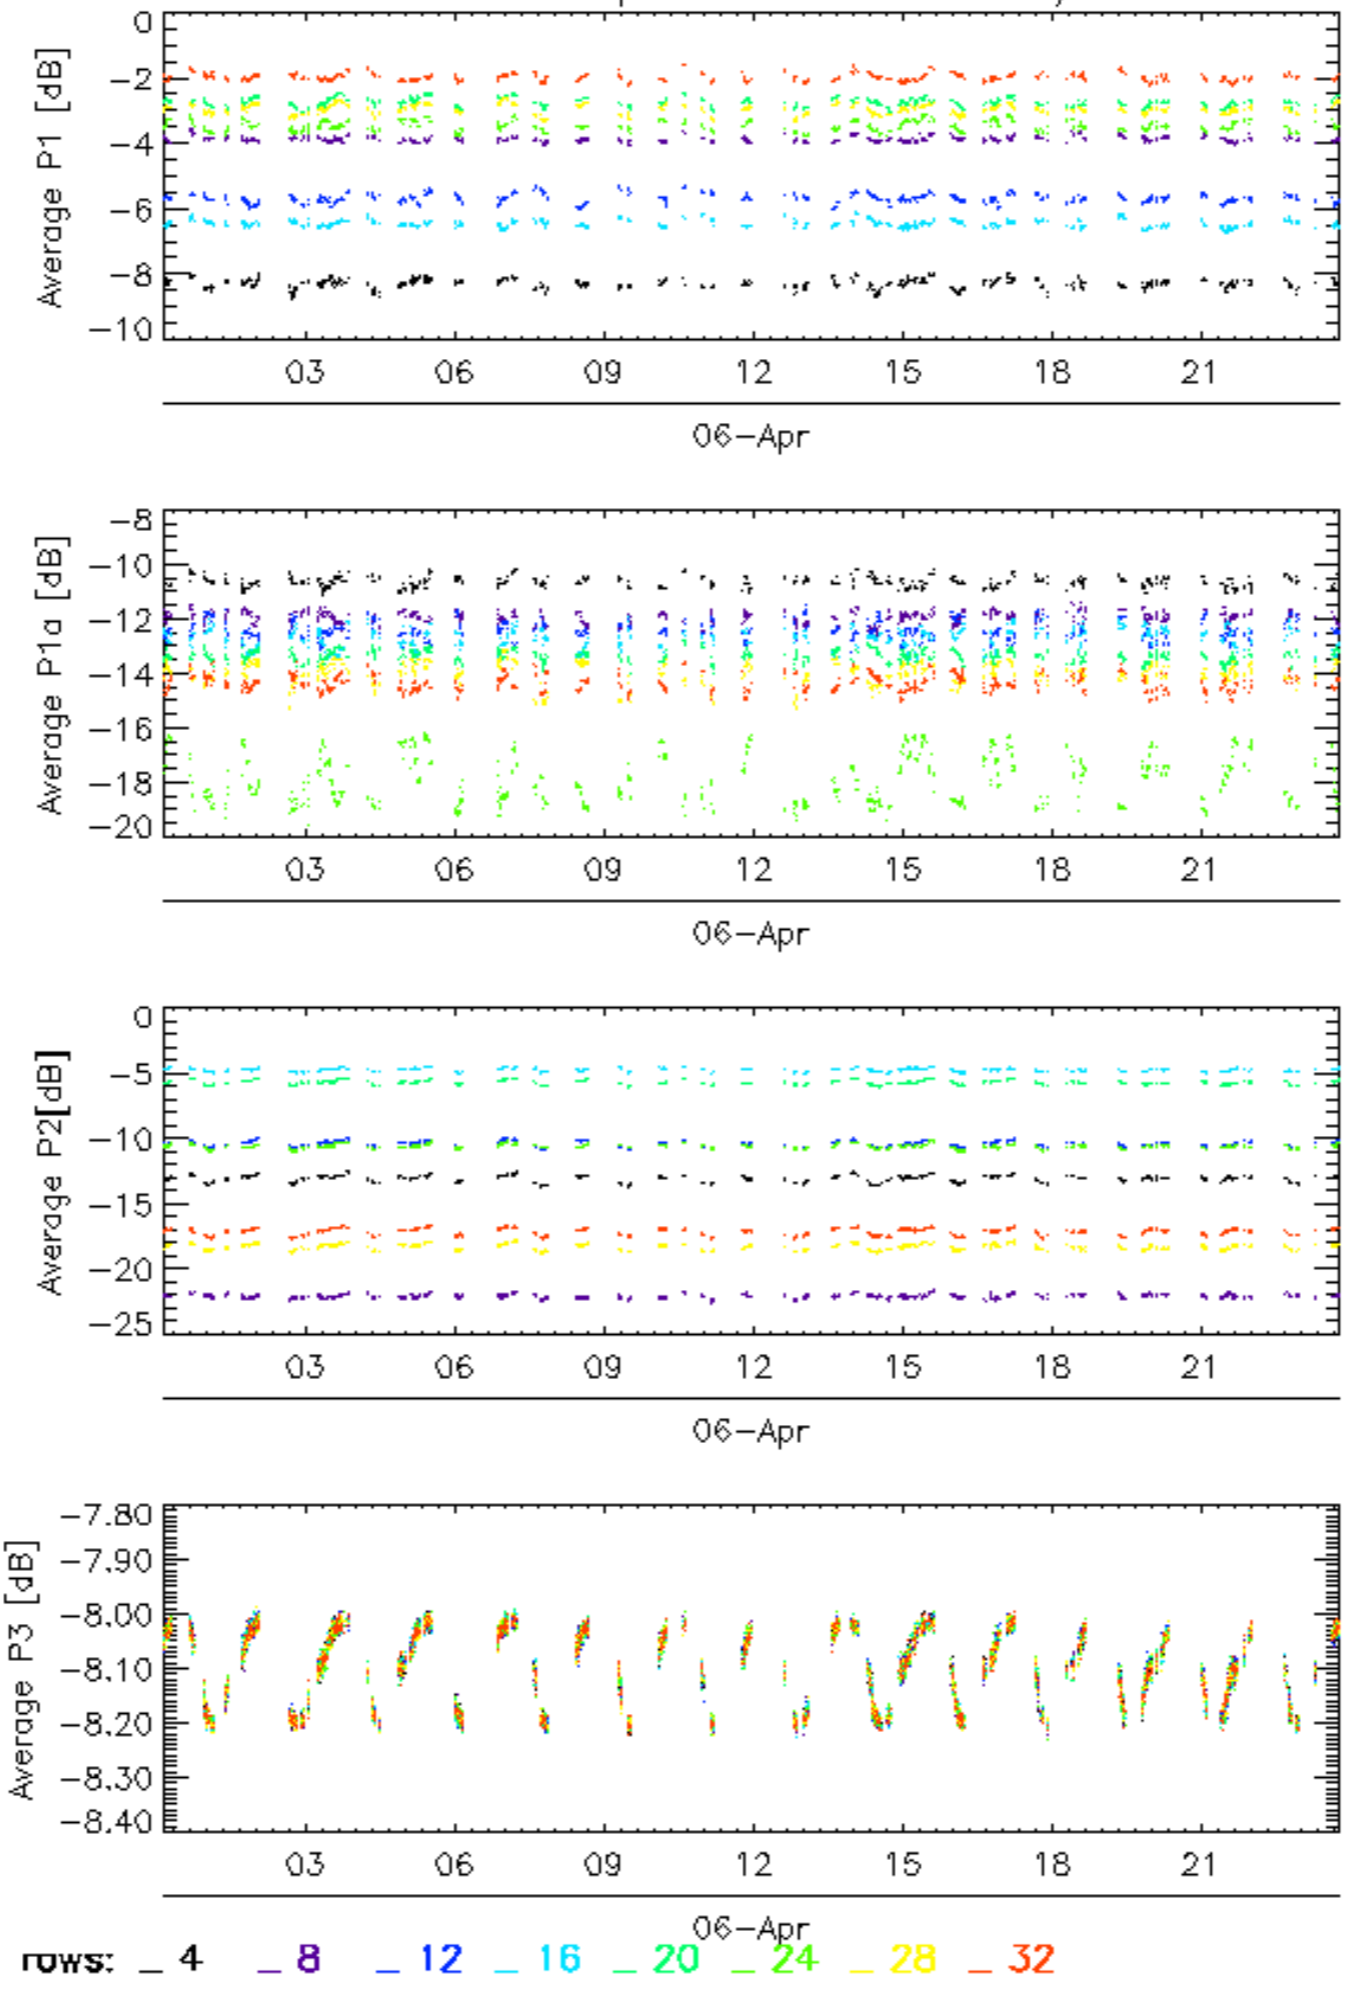 Average P1 [dB]
0
-2
-4
-6
-8
-10
03 06 09 12 15 18 21
06-Apr
Average P1a [dB]
-8
-10
-12
-14
-16
-18
-20
03 06 09 12 15 18 21
06-Apr
Average P2[dB]
0
-5
-10
-15
-20
-25
03 06 09 12 15 18 21
06-Apr
Average P3 [dB]
-7.80
-7.90
-8.00
-8.10
-8.20
-8.30
-8.40
03 06 09 12 15 18 21
06-Apr
rows: _ 4 _ 8 _ 12 _ 16 _ 20 _ 24 _ 28 _ 32